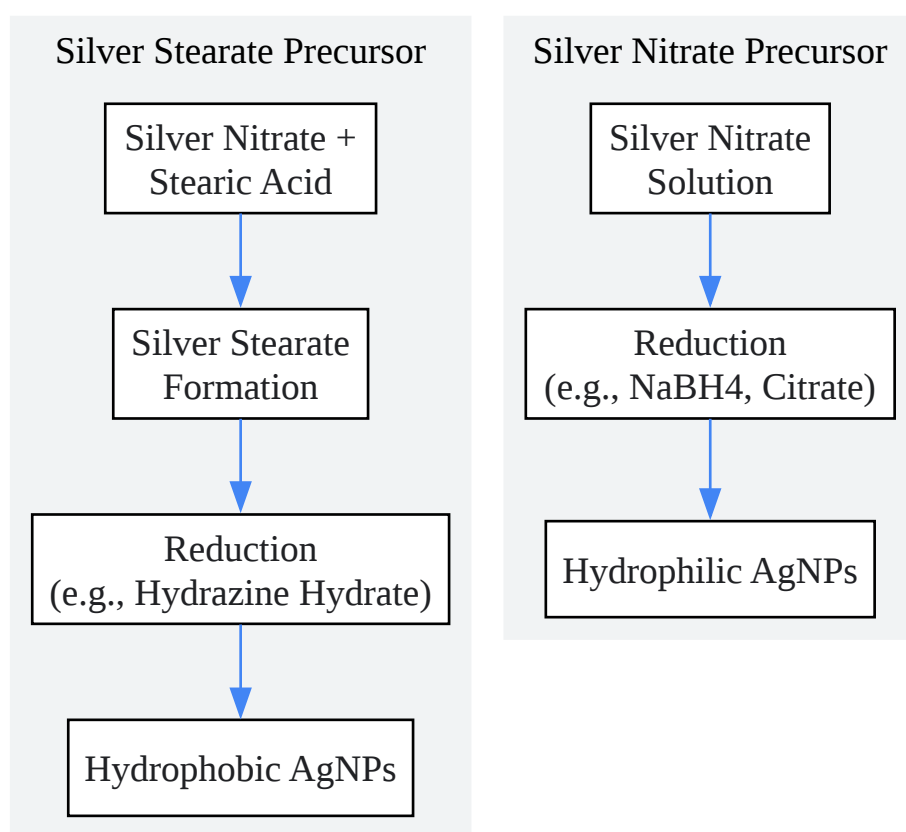 Silver Stearate Precursor
Silver Nitrate +
Stearic Acid
Silver Stearate
Formation
Reduction
(e.g., Hydrazine Hydrate)
Hydrophobic AgNPs
Silver Nitrate Precursor
Silver Nitrate
Solution
Reduction
(e.g., NaBH4, Citrate)
Hydrophilic AgNPs